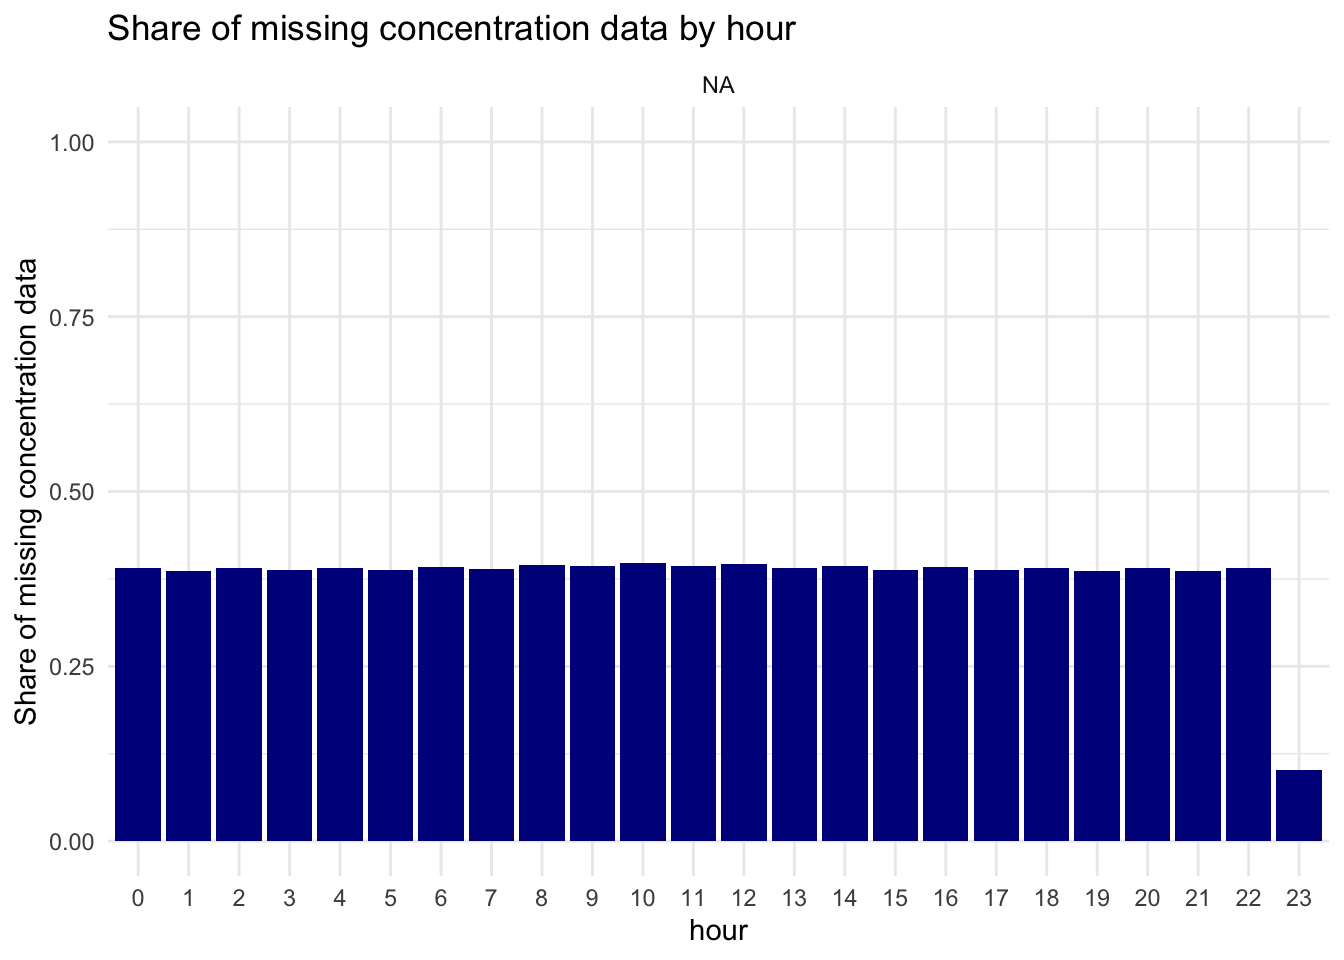 Share of missing concentration data by hour
NA
Share of missing concentration data
1.00
0.75
0.50
0.25
0.00
0 1 2 3 4 5 6 7 8 9 10 11 12 13 14 15 16 17 18 19 20 21 22 23
hour